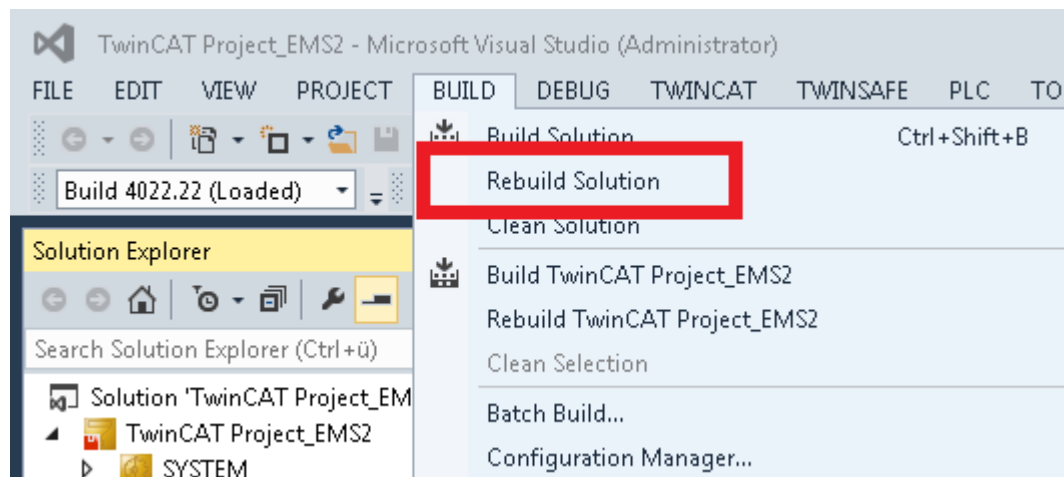 TwinCAT Project_EMS2 - Microsoft Visual Studio (Administrator)
FILE EDIT VIEW PROJECT BUILD DEBUG TWINCAT TWINSAFE PLC TO
Build Solution Ctrl+Shift+B
Build 4022.22 (Loaded) Rebuild Solution
Clean Solution
Solution Explorer
Build TwinCAT Project_EMS2
Rebuild TwinCAT Project_EMS2
Search Solution Explorer (Ctrl+ü)
Clean Selection
Solution 'TwinCAT Project_EM
Batch Build...
TwinCAT Project_EMS2
Configuration Manager...
SYSTEM